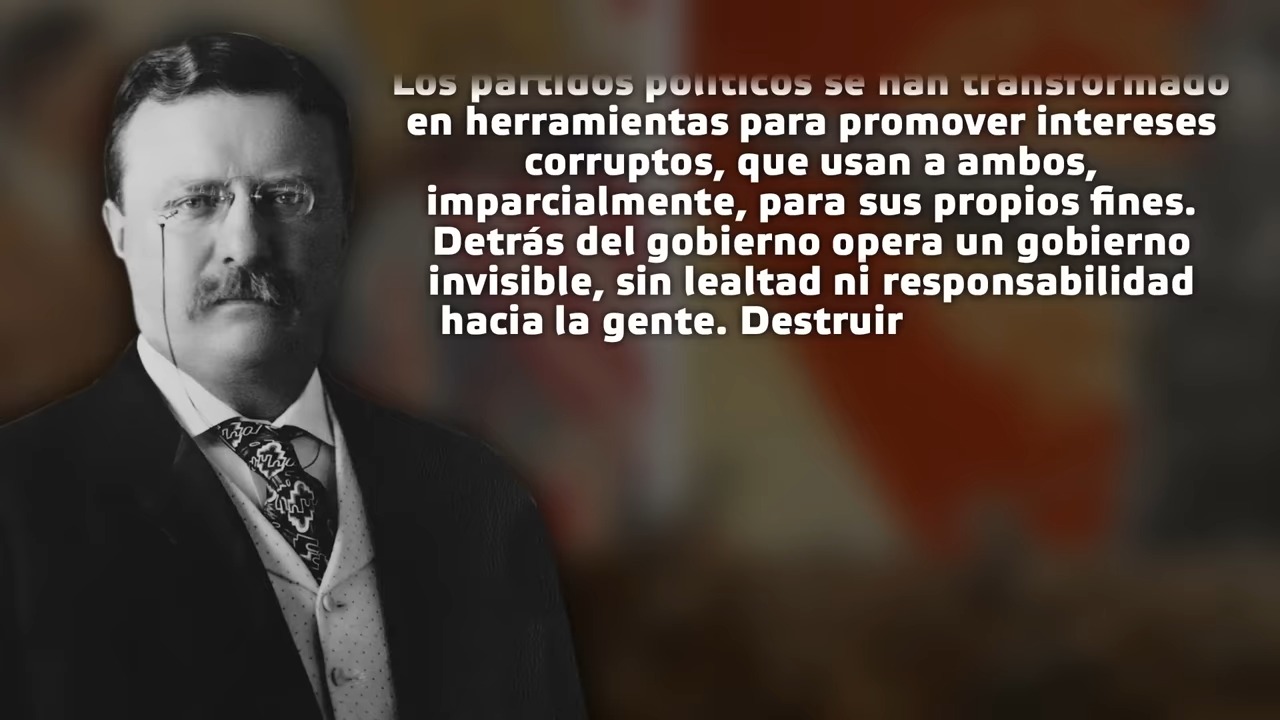 Los partidos políticos se han transformado
en herramientas para promover intereses
corruptos, que usan a ambos,
imparcialmente, para sus propios fines.
Detrás del gobierno opera un gobierno
invisible, sin lealtad ni responsabilidad
hacia la gente. Destruir